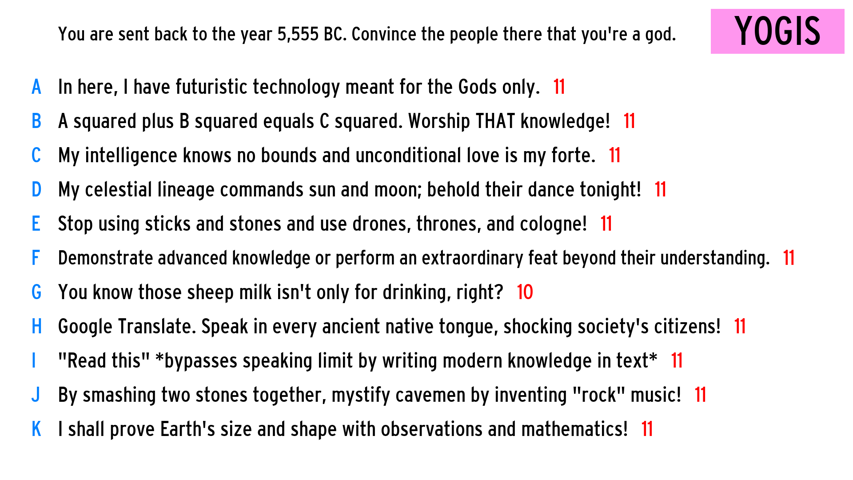 You are sent back to the year 5,555 BC. Convince the people there that you're a god.
YOGIS
A In here, I have futuristic technology meant for the Gods only. 11
B A squared plus B squared equals C squared. Worship THAT knowledge! 11
C My intelligence knows no bounds and unconditional love is my forte. 11
D My celestial lineage commands sun and moon; behold their dance tonight! 11
E Stop using sticks and stones and use drones, thrones, and cologne! 11
F Demonstrate advanced knowledge or perform an extraordinary feat beyond their understanding. 11
G You know those sheep milk isn't only for drinking, right? 10
H Google Translate. Speak in every ancient native tongue, shocking society's citizens! 11
I "Read this" *bypasses speaking limit by writing modern knowledge in text* 11
J By smashing two stones together, mystify cavemen by inventing "rock" music! 11
K I shall prove Earth's size and shape with observations and mathematics! 11